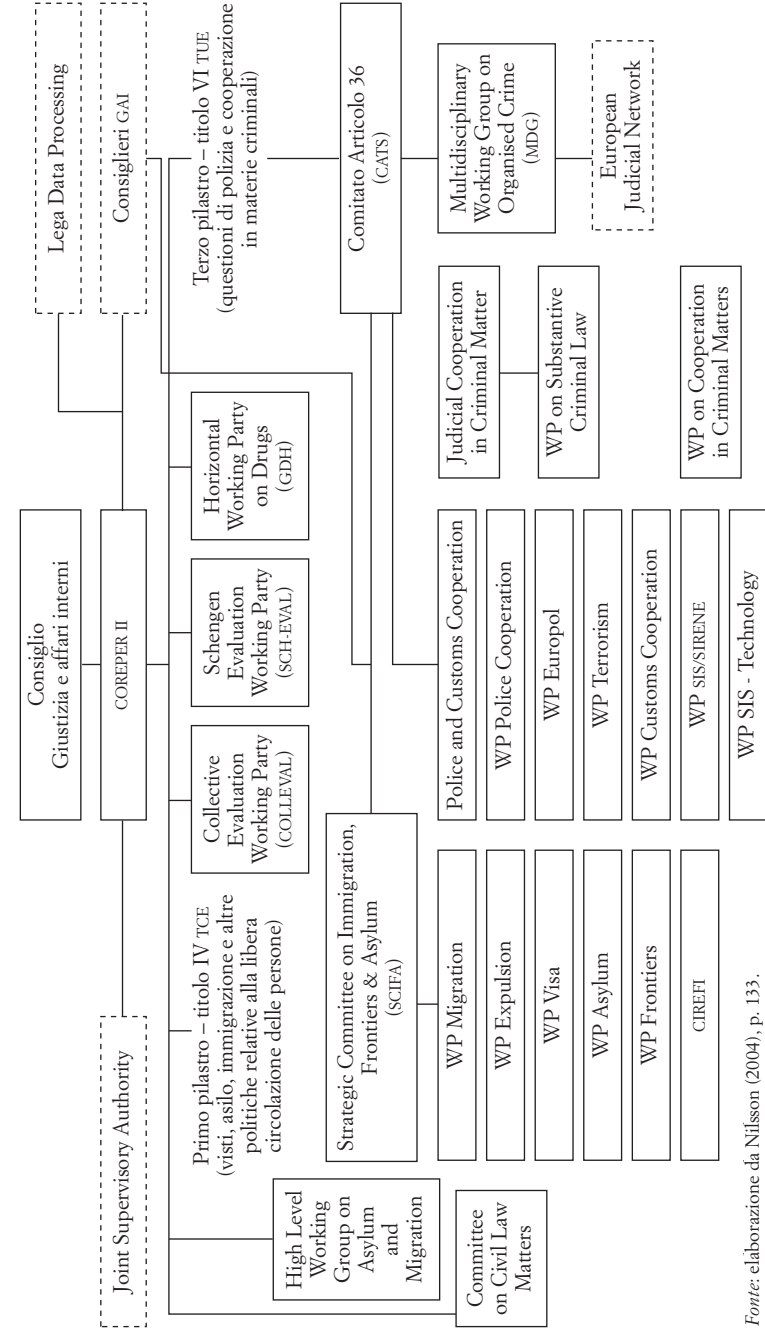 Consiglio
Giustizia e affari interni
Joint Supervisory Authority
COREPER II
Lega Data Processing
Consiglieri GAI
High Level
Working
Group on
Asylum
and
Migration
Committee
on Civil Law
Matters
Primo pilastro – titolo IV TCE
(visti, asilo, immigrazione e altre
politiche relative alla libera
circolazione delle persone)
Collective
Evaluation
Working Party
(COLLEVAL)
Schengen
Evaluation
Working Party
(SCH-EVAL)
Horizontal
Working Party
on Drugs
(GDH)
Terzo pilastro – titolo VI TUE
(questioni di polizia e cooperazione
in materie criminali)
Strategic Committee on Immigration,
Frontiers & Asylum
(SCIFA)
WP Migration
WP Expulsion
WP Visa
WP Asylum
WP Frontiers
CIREFI
Comitato Articolo 36
(CATS)
Police and Customs Cooperation
WP Police Cooperation
WP Europol
WP Terrorism
WP Customs Cooperation
WP SIS/SIRENE
WP SIS - Technology
Judicial Cooperation
in Criminal Matter
WP on Substantive
Criminal Law
WP on Cooperation
in Criminal Matters
Multidisciplinary
Working Group on
Organised Crime
(MDG)
European
Judicial Network
Fonte: elaborazione da Nilsson (2004), p. 133.